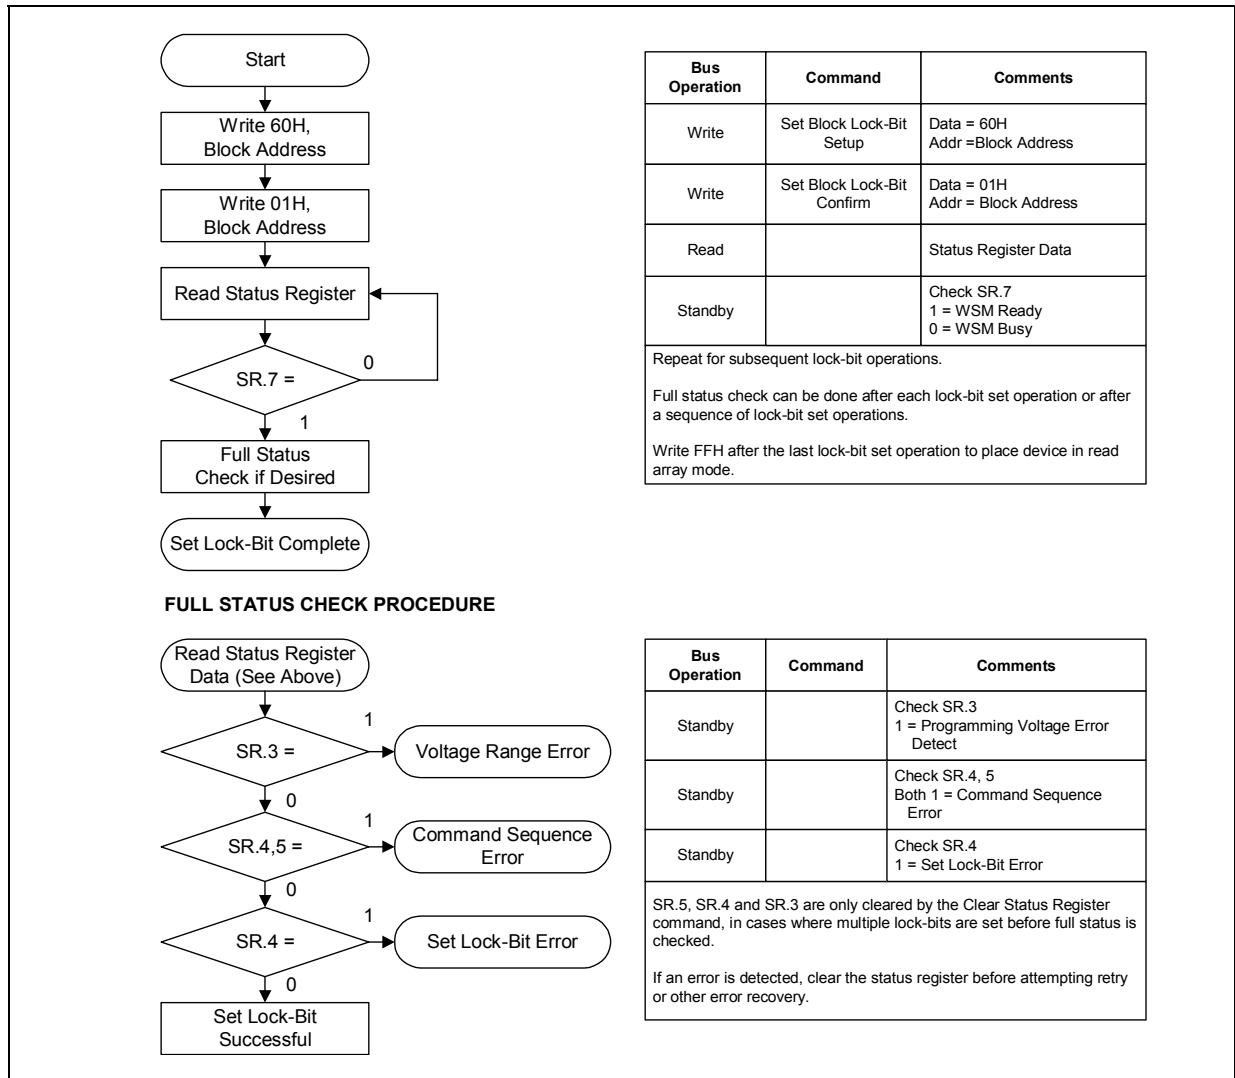 Start
Write 60H,
Block Address
Write 01H,
Block Address
Read Status Register
SR.7 =
0
1
Full Status
Check if Desired
Set Lock-Bit Complete
Bus
Operation
Command
Comments
Write
Set Block Lock-Bit
Setup
Data = 60H
Addr =Block Address
Write
Set Block Lock-Bit
Confirm
Data = 01H
Addr = Block Address
Read
Status Register Data
Standby
Check SR.7
1 = WSM Ready
0 = WSM Busy
Repeat for subsequent lock-bit operations.
Full status check can be done after each lock-bit set operation or after
a sequence of lock-bit set operations.
Write FFH after the last lock-bit set operation to place device in read
array mode.
FULL STATUS CHECK PROCEDURE
Read Status Register
Data (See Above)
SR.3 =
1
Voltage Range Error
0
SR.4,5 =
1
Command Sequence
Error
0
SR.4 =
1
Set Lock-Bit Error
0
Set Lock-Bit
Successful
Bus
Operation
Command
Comments
Standby
Check SR.3
1 = Programming Voltage Error
Detect
Standby
Check SR.4, 5
Both 1 = Command Sequence
Error
Standby
Check SR.4
1 = Set Lock-Bit Error
SR.5, SR.4 and SR.3 are only cleared by the Clear Status Register
command, in cases where multiple lock-bits are set before full status is
checked.
If an error is detected, clear the status register before attempting retry
or other error recovery.